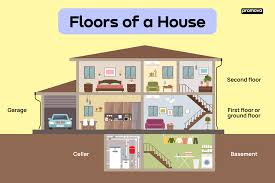 promova
Floors of a House
Second floor
Garage
First floor or
ground floor
Cellar
Basement